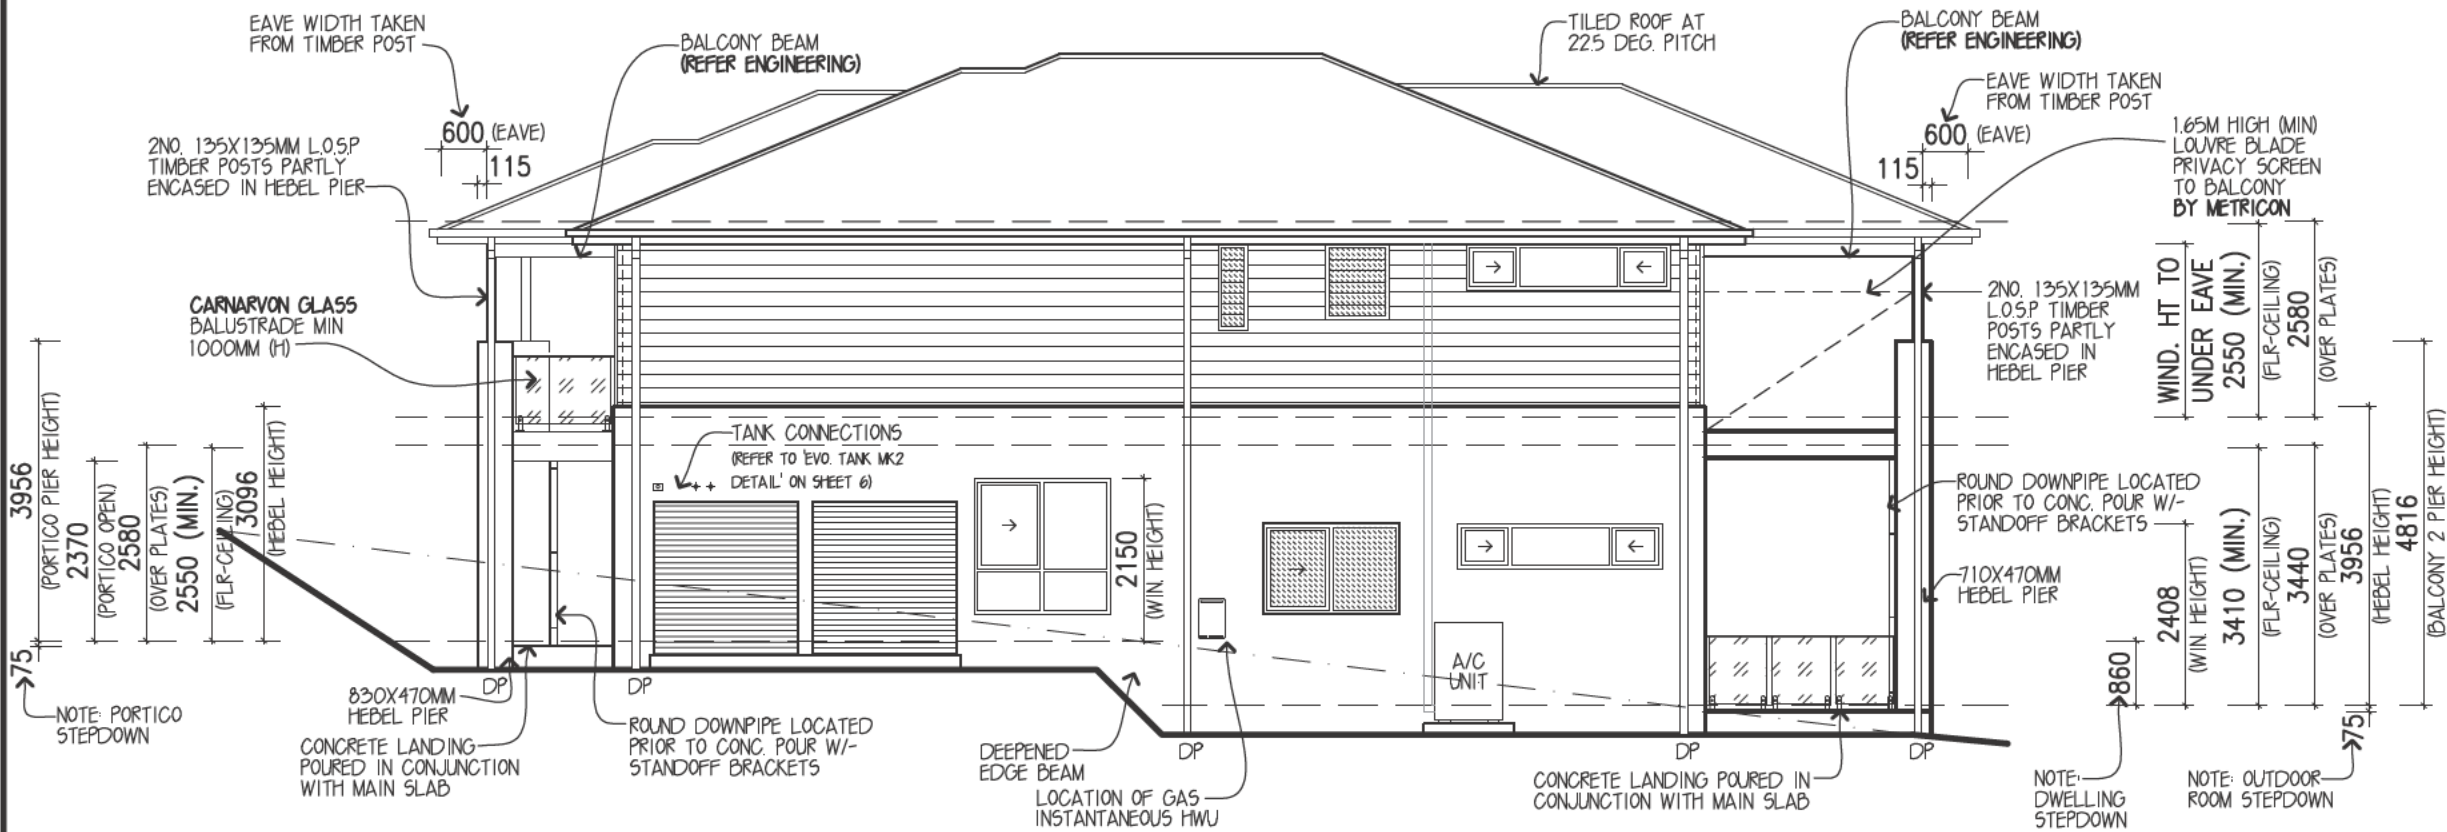 EAVE WIDTH TAKEN
FROM TIMBER POST
BALCONY BEAM
(REFER ENGINEERING)
TILED ROOF AT
22.5 DEG. PITCH
BALCONY BEAM
(REFER ENGINEERING)
EAVE WIDTH TAKEN
FROM TIMBER POST
600 (EAVE)
115
2NO. 135X135MM L.O.S.P
TIMBER POSTS PARTLY
ENCASED IN HEBEL PIER
600 (EAVE)
115
1.65M HIGH (MIN)
LOUVRE BLADE
PRIVACY SCREEN
TO BALCONY
BY METRICON
CARNARVON GLASS
BALUSTRADE MIN
1000MM (H)
2NO. 135X135MM
L.O.S.P TIMBER
POSTS PARTLY
ENCASED IN
HEBEL PIER
WIND. HT TO
UNDER EAVE
2550 (MIN.)
(FLR-CEILING)
2580
(OVER PLATES)
3956
(PORTICO PIER HEIGHT)
2370
(PORTICO OPEN.)
2580
(OVER PLATES)
2550 (MIN.)
(FLR-CEILING)
3096
(HEBEL HEIGHT)
75
NOTE: PORTICO
STEPDOWN
TANK CONNECTIONS
(REFER TO 'EVO. TANK MK2
DETAIL' ON SHEET 6)
2150
(WIN. HEIGHT)
A/C
UNIT
ROUND DOWNPIPE LOCATED
PRIOR TO CONC. POUR W/-
STANDOFF BRACKETS
710X470MM
HEBEL PIER
860
2408
(WIN. HEIGHT)
3410 (MIN.)
(FLR-CEILING)
3440
(OVER PLATES)
3956
(HEBEL HEIGHT)
4816
(BALCONY 2 PIER HEIGHT)
75
DP
DP
DP
DP
DP
830X470MM
HEBEL PIER
CONCRETE LANDING
POURED IN CONJUNCTION
WITH MAIN SLAB
ROUND DOWNPIPE LOCATED
PRIOR TO CONC. POUR W/-
STANDOFF BRACKETS
DEEPENED
EDGE BEAM
LOCATION OF GAS
INSTANTANEOUS HWU
CONCRETE LANDING POURED IN
CONJUNCTION WITH MAIN SLAB
NOTE:
DWELLING
STEPDOWN
NOTE: OUTDOOR
ROOM STEPDOWN